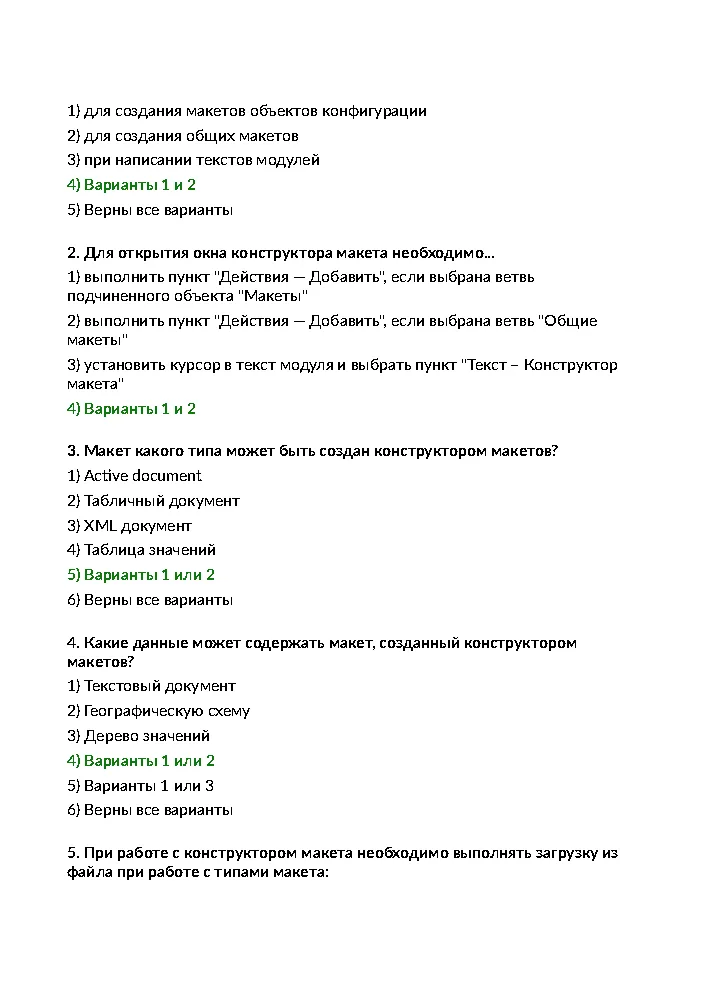 1) для создания макетов объектов конфигурации
2) для создания общих макетов
3) при написании текстов модулей
4) Варианты 1 и 2
5) Верны все варианты
2. Для открытия окна конструктора макета необходимо...
1) выполнить пункт "Действия — Добавить", если выбрана ветвь
подчиненного объекта "Макеты"
2) выполнить пункт "Действия — Добавить", если выбрана ветвь "Общие
макеты"
3) установить курсор в текст модуля и выбрать пункт "Текст – Конструктор
макета"
4) Варианты 1 и 2
3. Макет какого типа может быть создан конструктором макетов?
1) Active document
2) Табличный документ
3) XML документ
4) Таблица значений
5) Варианты 1 или 2
6) Верны все варианты
4. Какие данные может содержать макет, созданный конструктором
макетов?
1) Текстовый документ
2) Географическую схему
3) Дерево значений
4) Варианты 1 или 2
5) Варианты 1 или 3
6) Верны все варианты
5. При работе с конструктором макета необходимо выполнять загрузку из
файла при работе с типами макета: